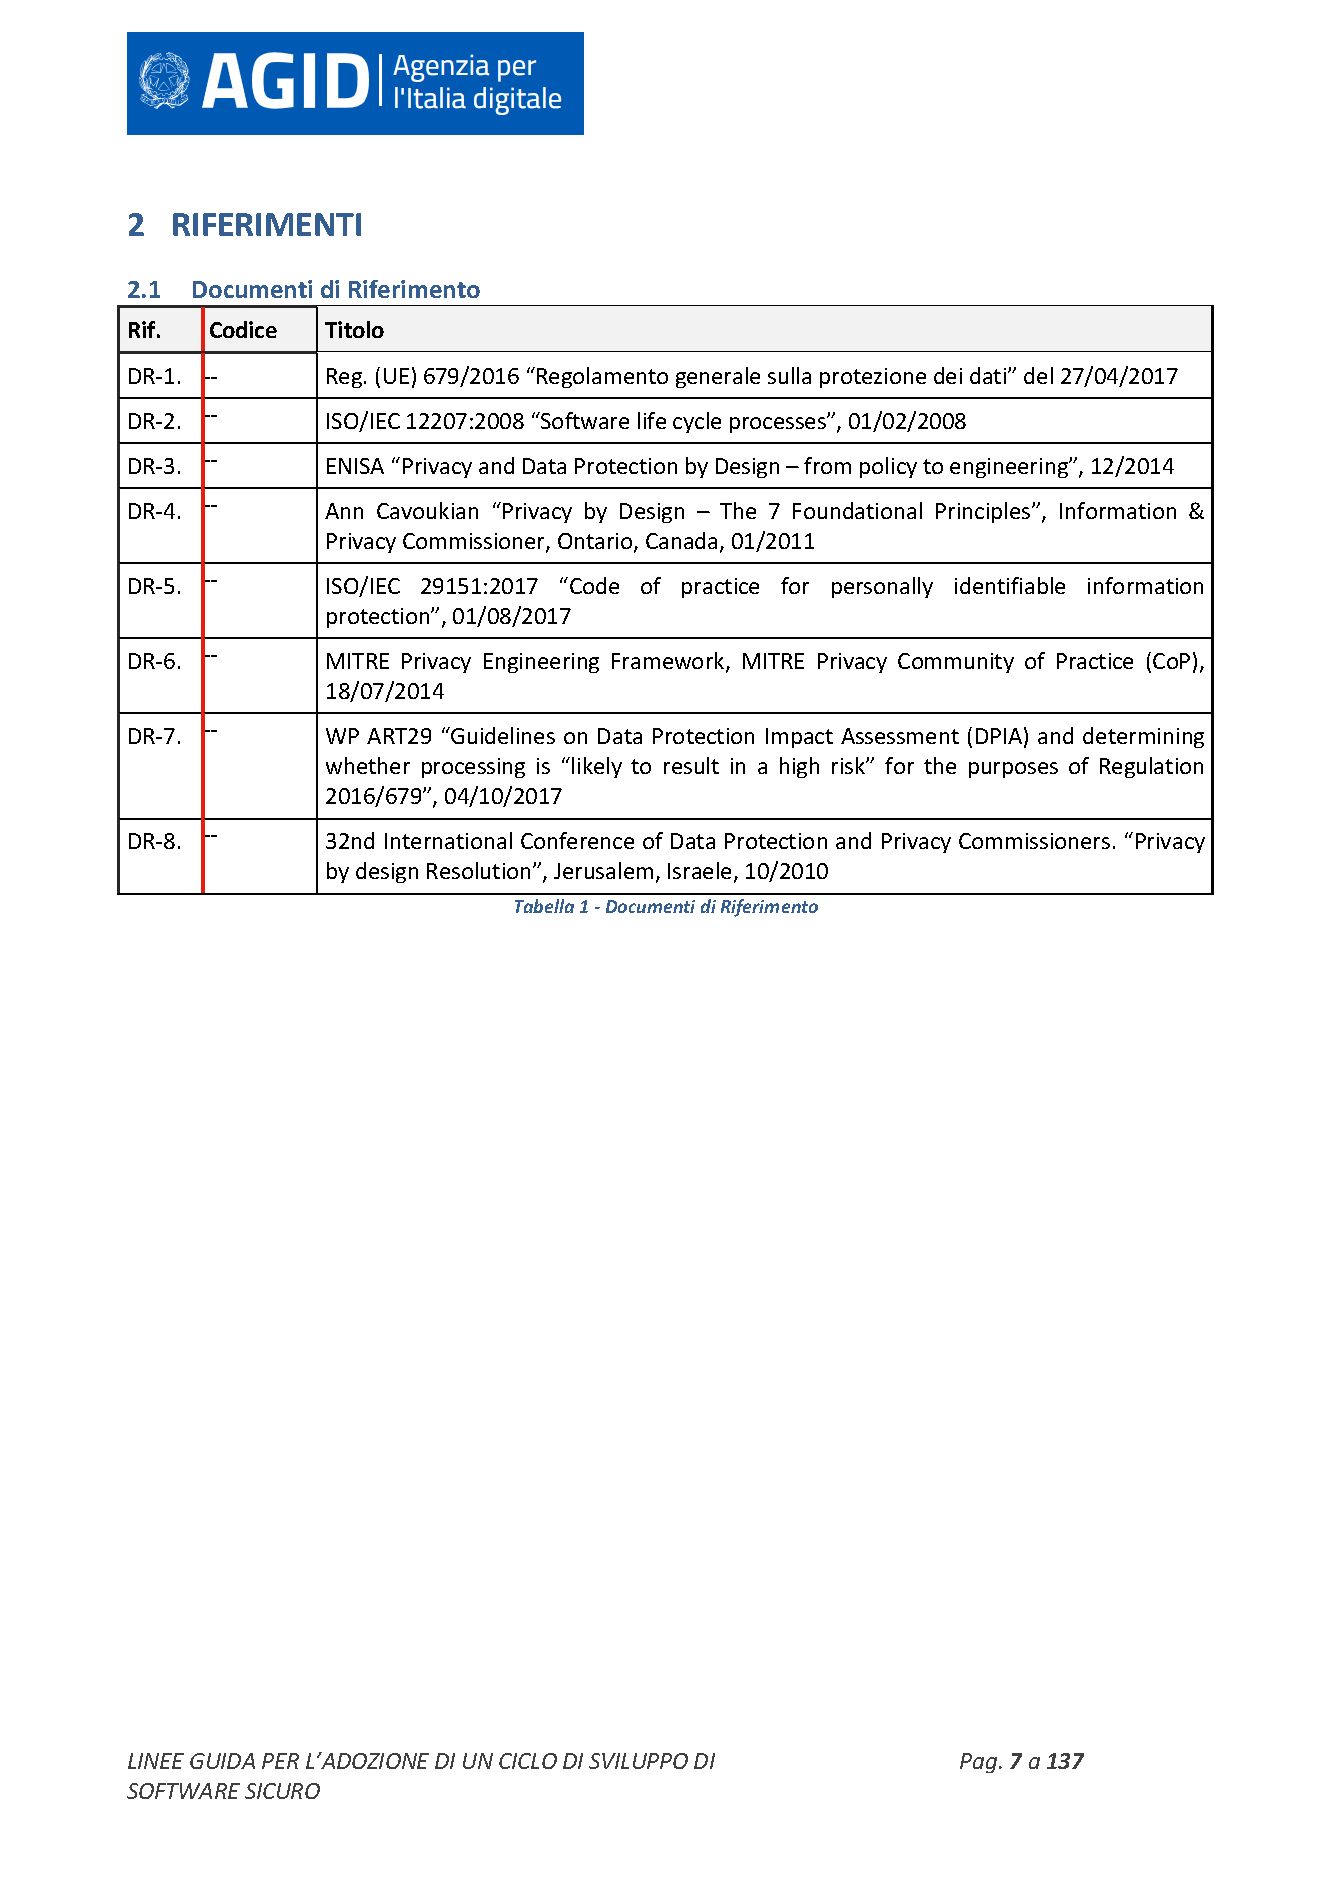 AGID Agenzia per
l'Italia digitale
2 RIFERIMENTI
2.1 Documenti di Riferimento
Rif. Codice Titolo
DR-1. -- Reg. (UE) 679/2016 “Regolamento generale sulla protezione dei dati” del 27/04/2017
DR-2. -- ISO/IEC 12207:2008 “Software life cycle processes”, 01/02/2008
DR-3. -- ENISA “Privacy and Data Protection by Design – from policy to engineering”, 12/2014
DR-4. -- Ann Cavoukian “Privacy by Design – The 7 Foundational Principles”, Information &
Privacy Commissioner, Ontario, Canada, 01/2011
DR-5. -- ISO/IEC 29151:2017 “Code of practice for personally identifiable information
protection”, 01/08/2017
DR-6. -- MITRE Privacy Engineering Framework, MITRE Privacy Community of Practice (CoP),
18/07/2014
DR-7. -- WP ART29 “Guidelines on Data Protection Impact Assessment (DPIA) and determining
whether processing is “likely to result in a high risk” for the purposes of Regulation
2016/679”, 04/10/2017
DR-8. -- 32nd International Conference of Data Protection and Privacy Commissioners. “Privacy
by design Resolution”, Jerusalem, Israele, 10/2010
Tabella 1 - Documenti di Riferimento
LINEE GUIDA PER L’ADOZIONE DI UN CICLO DI SVILUPPO DI Pag. 7 a 137
SOFTWARE SICURO